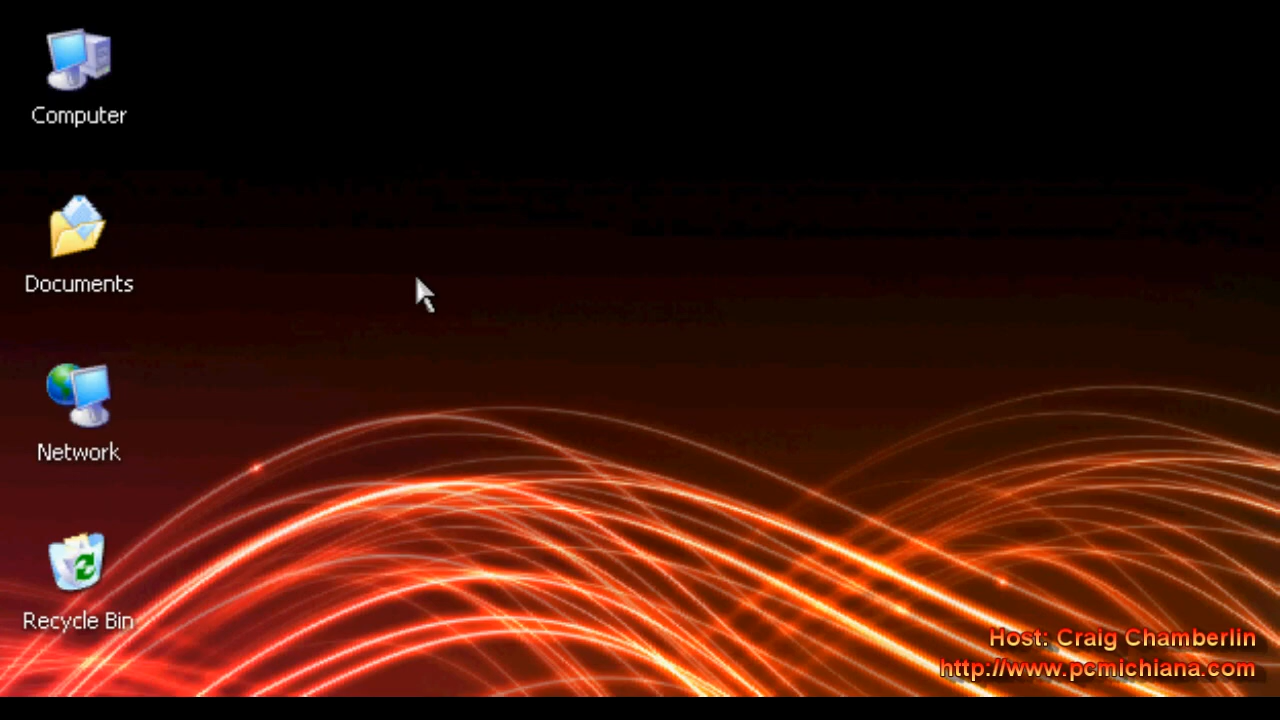 Computer
Documents
Network
Recycle Bin
Host: Craig Chamberlin
http://www.pcmichiana.com